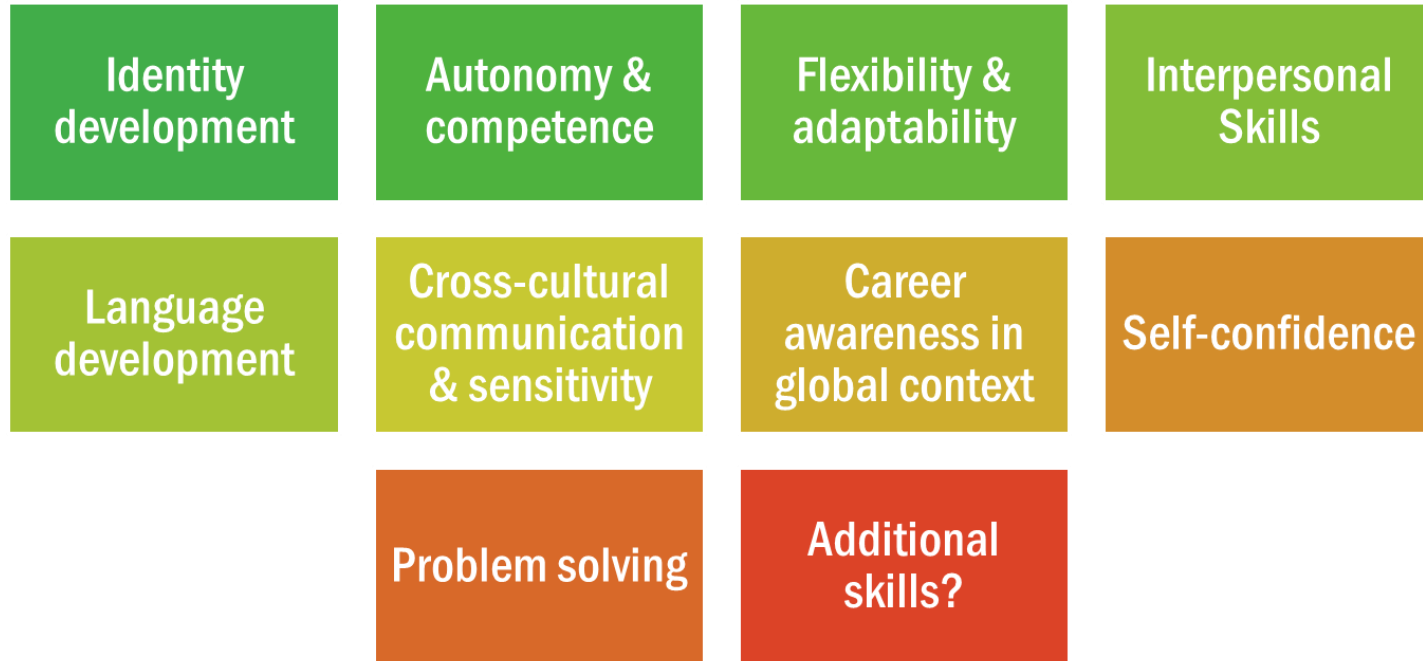 Identity
development
Autonomy &
competence
Flexibility &
adaptability
Interpersonal
Skills
Language
development
Cross-cultural
communication
& sensitivity
Career
awareness in
global context
Self-confidence
Problem solving
Additional
skills?